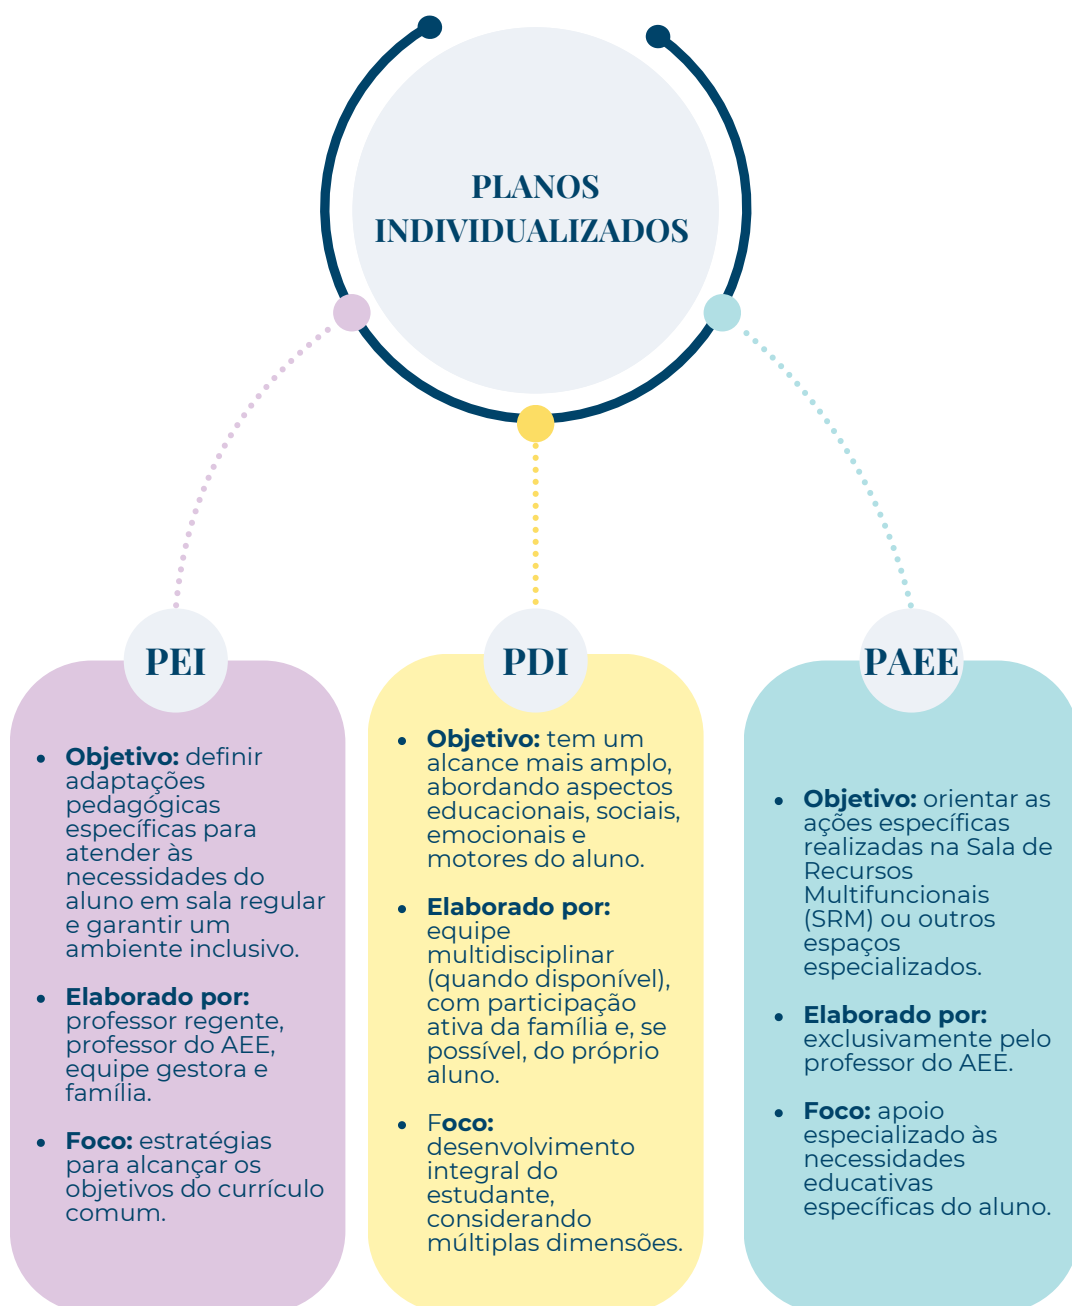 PLANOS
INDIVIDUALIZADOS
PEI
• Objetivo: definir
adaptações
pedagógicas
específicas para
atender às
necessidades do
aluno em sala regular
e garantir um
ambiente inclusivo.
• Elaborado por:
professor regente,
professor do AEE,
equipe gestora e
família.
• Foco: estratégias
para alcançar os
objetivos do currículo
comum.
PDI
• Objetivo: tem um
alcance mais amplo,
abordando aspectos
educacionais, sociais,
emocionais e
motores do aluno.
• Elaborado por:
equipe
multidisciplinar
(quando disponível),
com participação
ativa da família e, se
possível, do próprio
aluno.
• Foco:
desenvolvimento
integral do
estudante,
considerando
múltiplas dimensões.
PAEE
• Objetivo: orientar as
ações específicas
realizadas na Sala de
Recursos
Multifuncionais
(SRM) ou outros
espaços
especializados.
• Elaborado por:
exclusivamente pelo
professor do AEE.
• Foco: apoio
especializado às
necessidades
educativas
específicas do aluno.